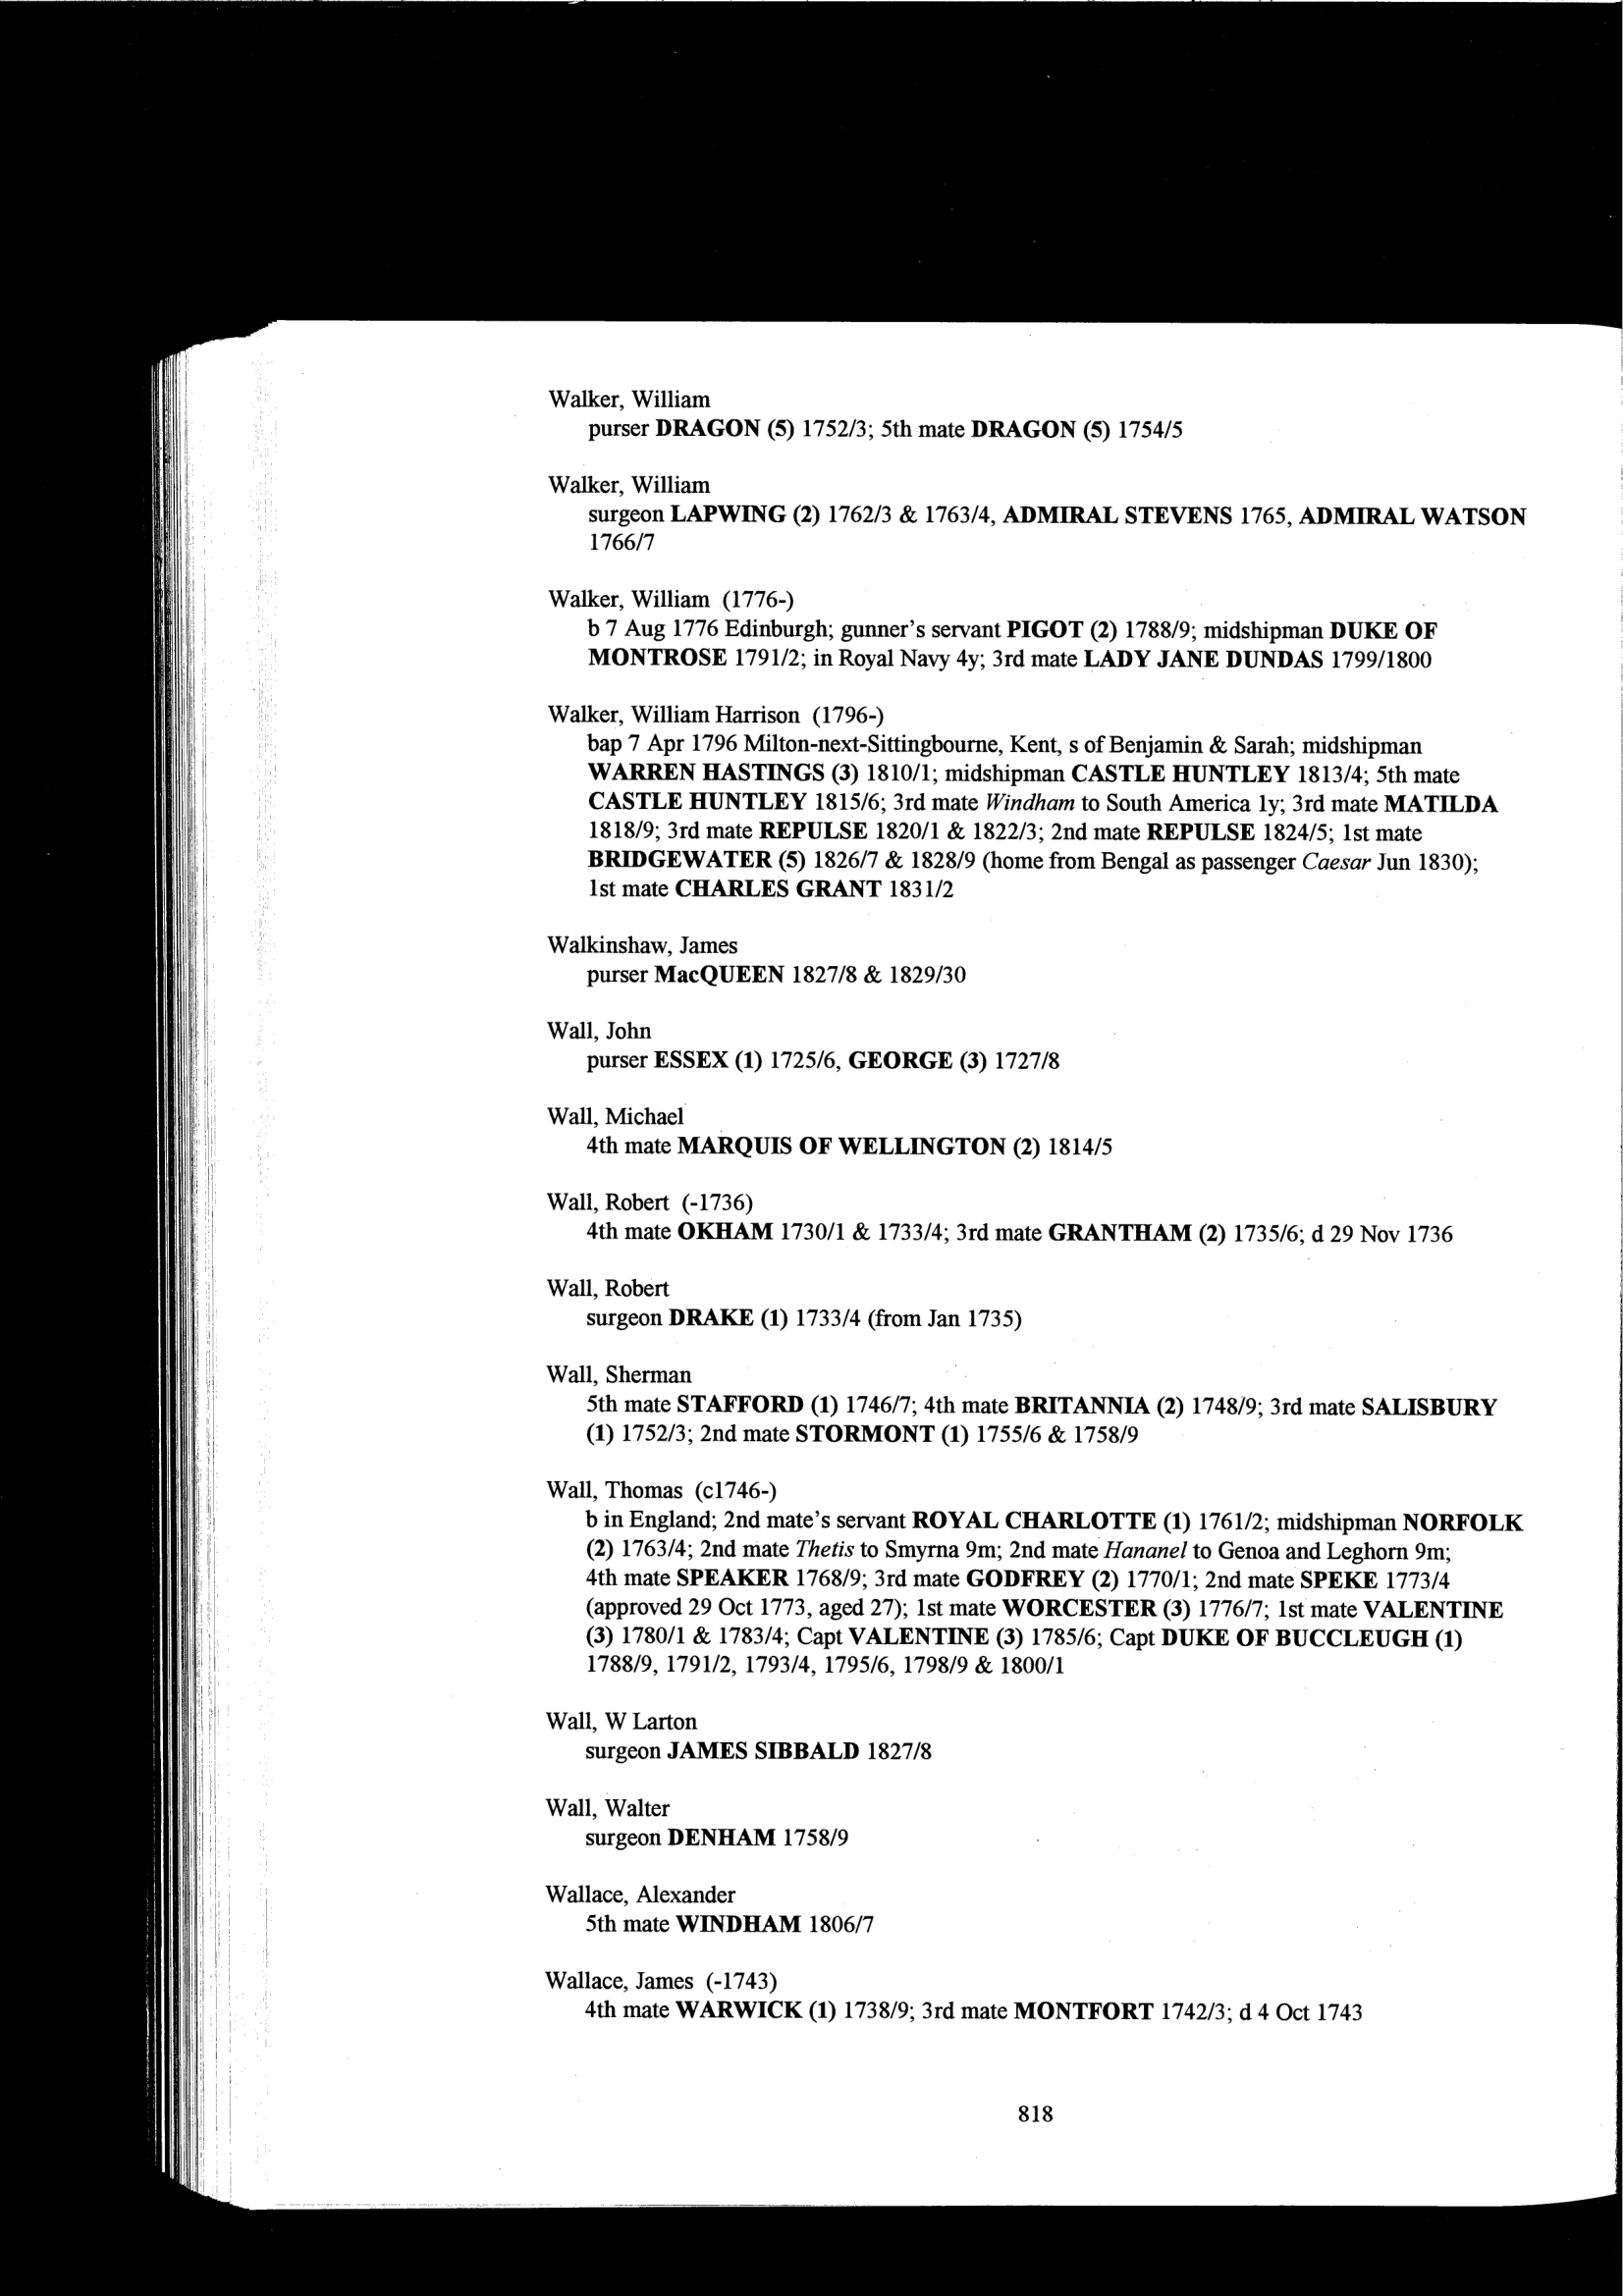 Walker, William
purser DRAGON (5) 1752/3; 5th mate DRAGON (5) 1754/5
Walker, William
surgeon LAPWING (2) 1762/3 & 1763/4, ADMIRAL STEVENS 1765, ADMIRAL WATSON
1766/7
Walker, William (1776-)
b 7 Aug 1776 Edinburgh; gunner's servant PIGOT (2) 1788/9; midshipman DUKE OF
MONTROSE 1791/2; in Royal Navy 4y; 3rd mate LADY JANE DUNDAS 1799/1800
Walker, William Harrison (1796-)
bap 7 Apr 1796 Milton-next-Sittingbourne, Kent, s of Benjamin & Sarah; midshipman
WARREN HASTINGS (3) 1810/1; midshipman CASTLE HUNTLEY 1813/4; 5th mate
CASTLE HUNTLEY 1815/6; 3rd mate Windham to South America 1y; 3rd mate MATILDA
1818/9; 3rd mate REPULSE 1820/1 & 1822/3; 2nd mate REPULSE 1824/5; 1st mate
BRIDGEWATER (5) 1826/7 & 1828/9 (home from Bengal as passenger Caesar Jun 1830);
1st mate CHARLES GRANT 1831/2
Walkinshaw, James
purser MacQUEEN 1827/8 & 1829/30
Wall, John
purser ESSEX (1) 1725/6, GEORGE (3) 1727/8
Wall, Michael
4th mate MARQUIS OF WELLINGTON (2) 1814/5
Wall, Robert (-1736)
4th mate OKHAM 1730/1 & 1733/4; 3rd mate GRANTHAM (2) 1735/6; d 29 Nov 1736
Wall, Robert
surgeon DRAKE (1) 1733/4 (from Jan 1735)
Wall, Sherman
5th mate STAFFORD (1) 1746/7; 4th mate BRITANNIA (2) 1748/9; 3rd mate SALISBURY
(1) 1752/3; 2nd mate STORMONT (1) 1755/6 & 1758/9
Wall, Thomas (c1746-)
b in England; 2nd mate's servant ROYAL CHARLOTTE (1) 1761/2; midshipman NORFOLK
(2) 1763/4; 2nd mate Thetis to Smyrna 9m; 2nd mate Hananel to Genoa and Leghorn 9m;
4th mate SPEAKER 1768/9; 3rd mate GODFREY (2) 1770/1; 2nd mate SPEKE 1773/4
(approved 29 Oct 1773, aged 27); 1st mate WORCESTER (3) 1776/7; 1st mate VALENTINE
(3) 1780/1 & 1783/4; Capt VALENTINE (3) 1785/6; Capt DUKE OF BUCCLEUGH (1)
1788/9, 1791/2, 1793/4, 1795/6, 1798/9 & 1800/1
Wall, W Larton
surgeon JAMES SIBBALD 1827/8
Wall, Walter
surgeon DENHAM 1758/9
Wallace, Alexander
5th mate WINDHAM 1806/7
Wallace, James (-1743)
4th mate WARWICK (1) 1738/9; 3rd mate MONTFORT 1742/3; d 4 Oct 1743
818